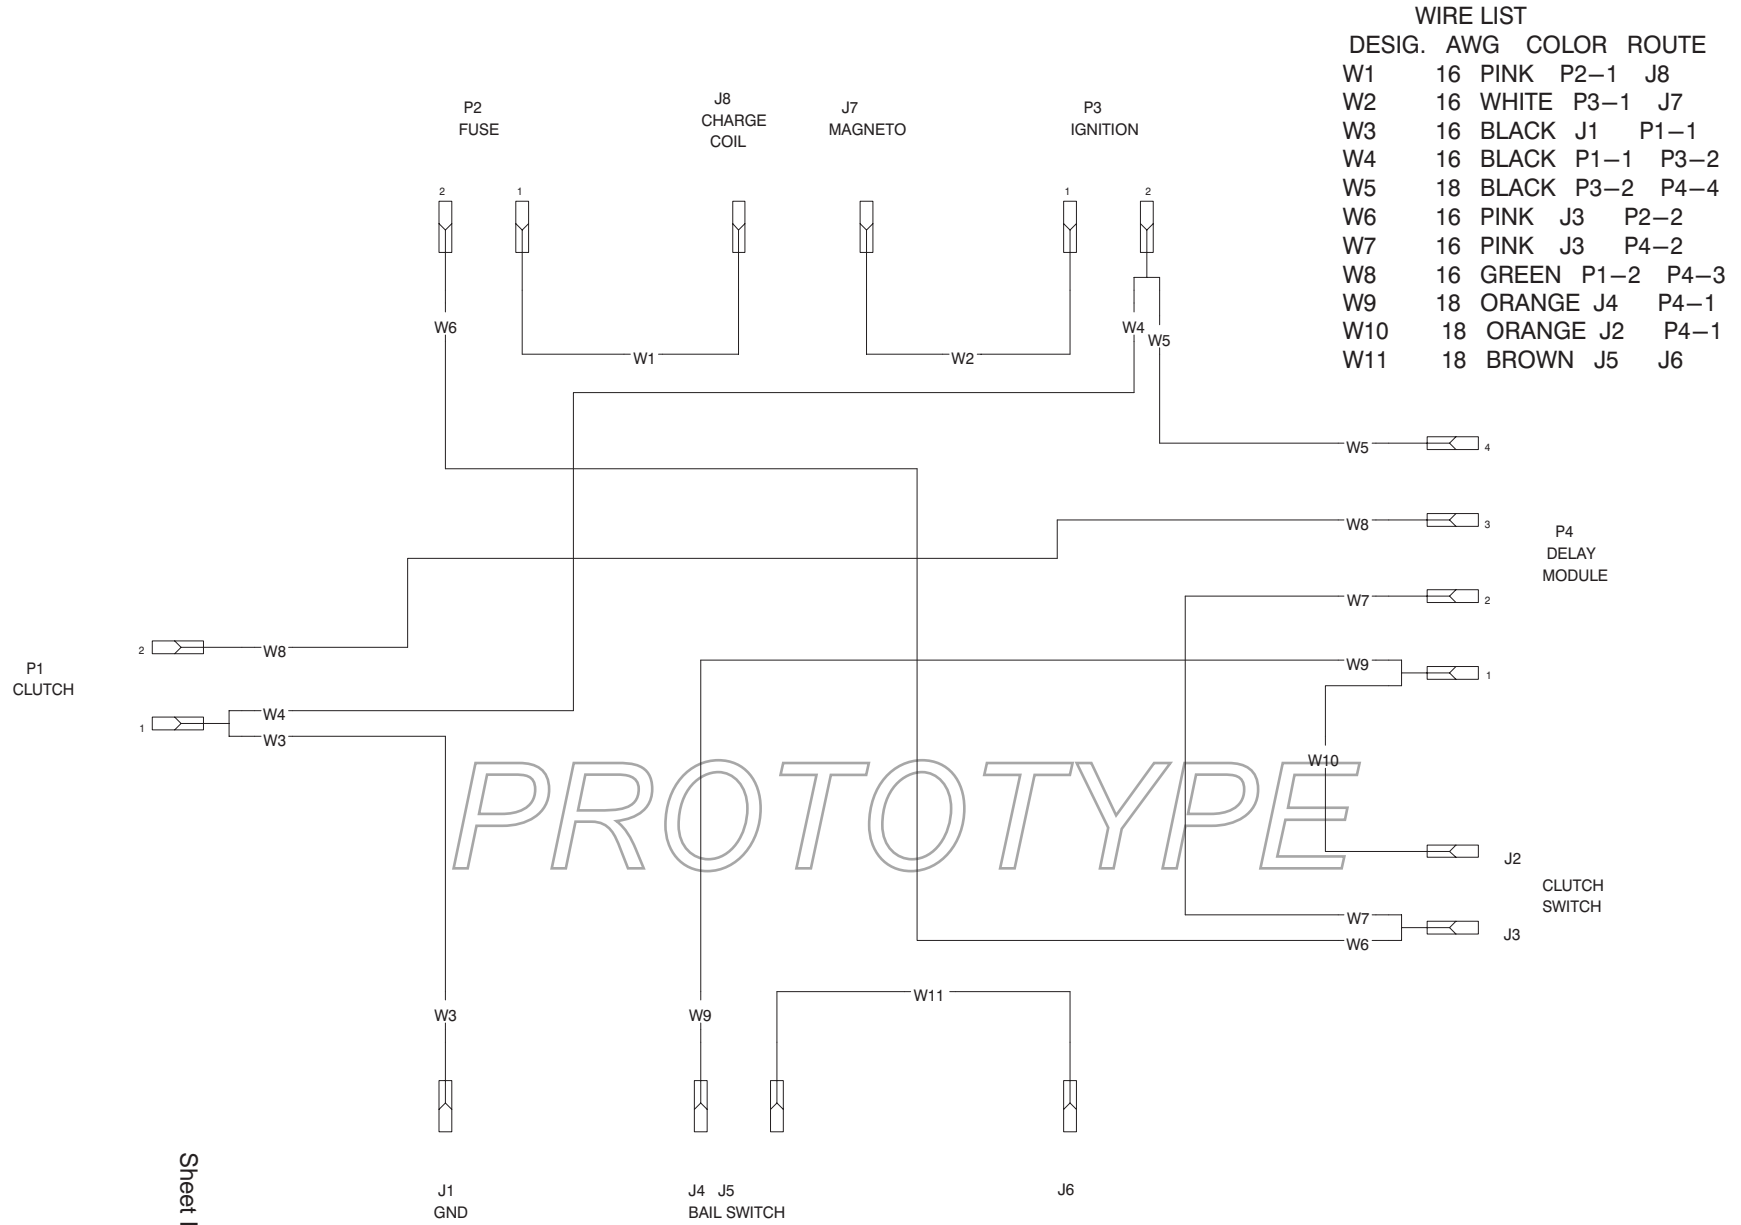 WIRE LIST
DESIG. AWG COLOR ROUTE
W1 16 PINK P2–1 J8
W2 16 WHITE P3–1 J7
W3 16 BLACK J1 P1–1
W4 16 BLACK P1–1 P3–2
W5 18 BLACK P3–2 P4–4
W6 16 PINK J3 P2–2
W7 16 PINK J3 P4–2
W8 16 GREEN P1–2 P4–3
W9 18 ORANGE J4 P4–1
W10 18 ORANGE J2 P4–1
W11 18 BROWN J5 J6
P2
FUSE
J8
CHARGE
COIL
J7
MAGNETO
P3
IGNITION
2 1 1 2
W6
W1
W2
W4
W5
W5
4
W8
3
P4
DELAY
MODULE
W7
2
W9
1
2
W8
P1
CLUTCH
W4
1
W3
PROTOTYPE
W10
J2
CLUTCH
SWITCH
W7
W6
J3
W11
W3
W9
J1
GND
J4 J5
BAIL SWITCH
J6
Sheet